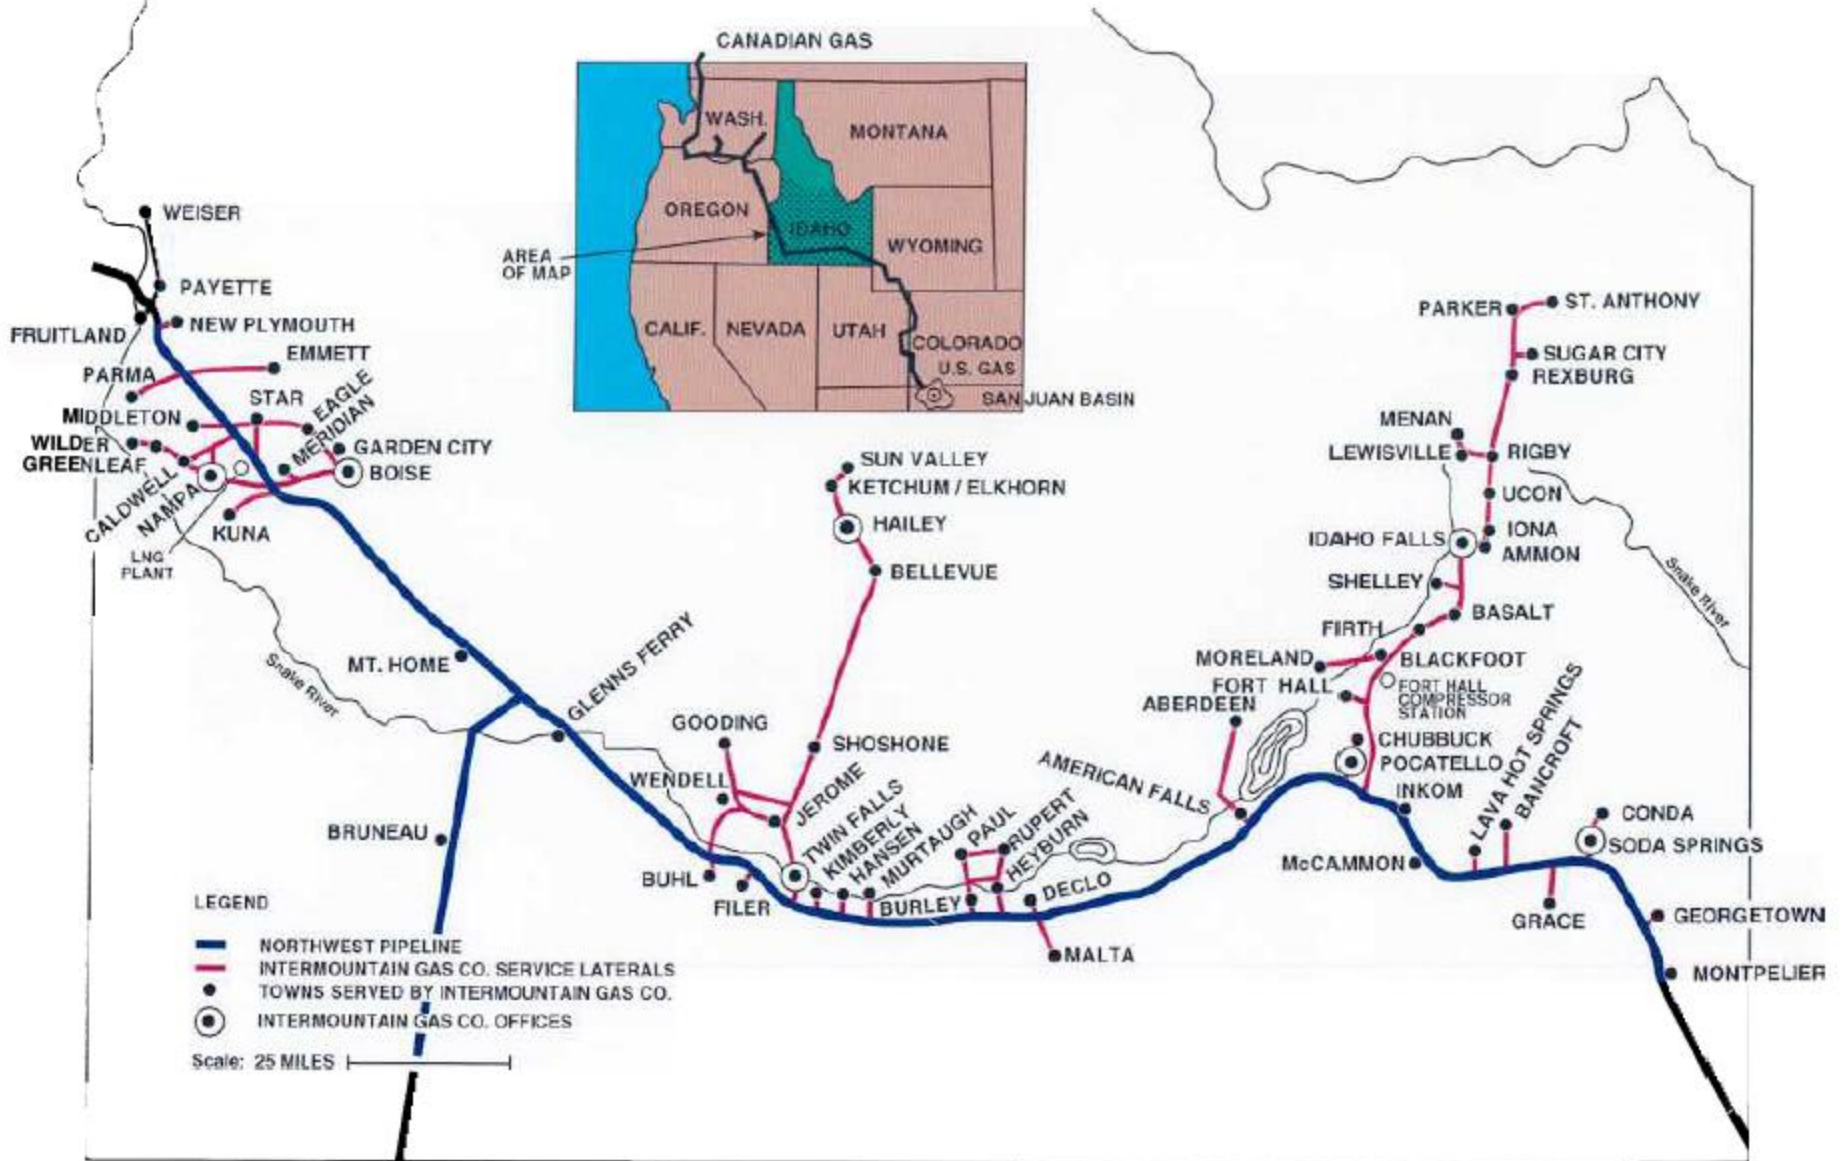 CANADIAN GAS
WASH.
MONTANA
OREGON
IDAHO
WYOMING
AREA
OF MAP
CALIF.
NEVADA
UTAH
COLORADO
U.S. GAS
SAN JUAN BASIN
WEISER
PAYETTE
FRUITLAND
NEW PLYMOUTH
EMMETT
PARMA
STAR
EAGLE
MERIDIAN
MIDDLETON
WILDER
GREENLEAF
GARDEN CITY
BOISE
CALDWELL
NAMPA
KUNA
LNG
PLANT
Snake River
MT. HOME
GLENNS FERRY
BRUNEAU
SUN VALLEY
KETCHUM / ELKHORN
HAILEY
BELLEVUE
GOODING
SHOSHONE
WENDELL
JEROME
TWIN FALLS
KIMBERLY
HANSEN
MURTAUGH
BUHL
FILER
PAUL
RUPERT
HEYBURN
BURLEY
DECLO
MALTA
AMERICAN FALLS
ABERDEEN
PARKER
ST. ANTHONY
SUGAR CITY
REXBURG
MENAN
LEWISVILLE
RIGBY
UCON
IDAHO FALLS
IONA
AMMON
SHELLEY
BASALT
FIRTH
MORELAND
BLACKFOOT
FORT HALL
FORT HALL
COMPRESSOR
STATION
CHUBBUCK
POCATELLO
INKOM
LAVA HOT SPRINGS
BANCROFT
McCAMMON
CONDA
SODA SPRINGS
GRACE
GEORGETOWN
MONTPELIER
Snake River
LEGEND
NORTHWEST PIPELINE
INTERMOUNTAIN GAS CO. SERVICE LATERALS
TOWNS SERVED BY INTERMOUNTAIN GAS CO.
INTERMOUNTAIN GAS CO. OFFICES
Scale: 25 MILES